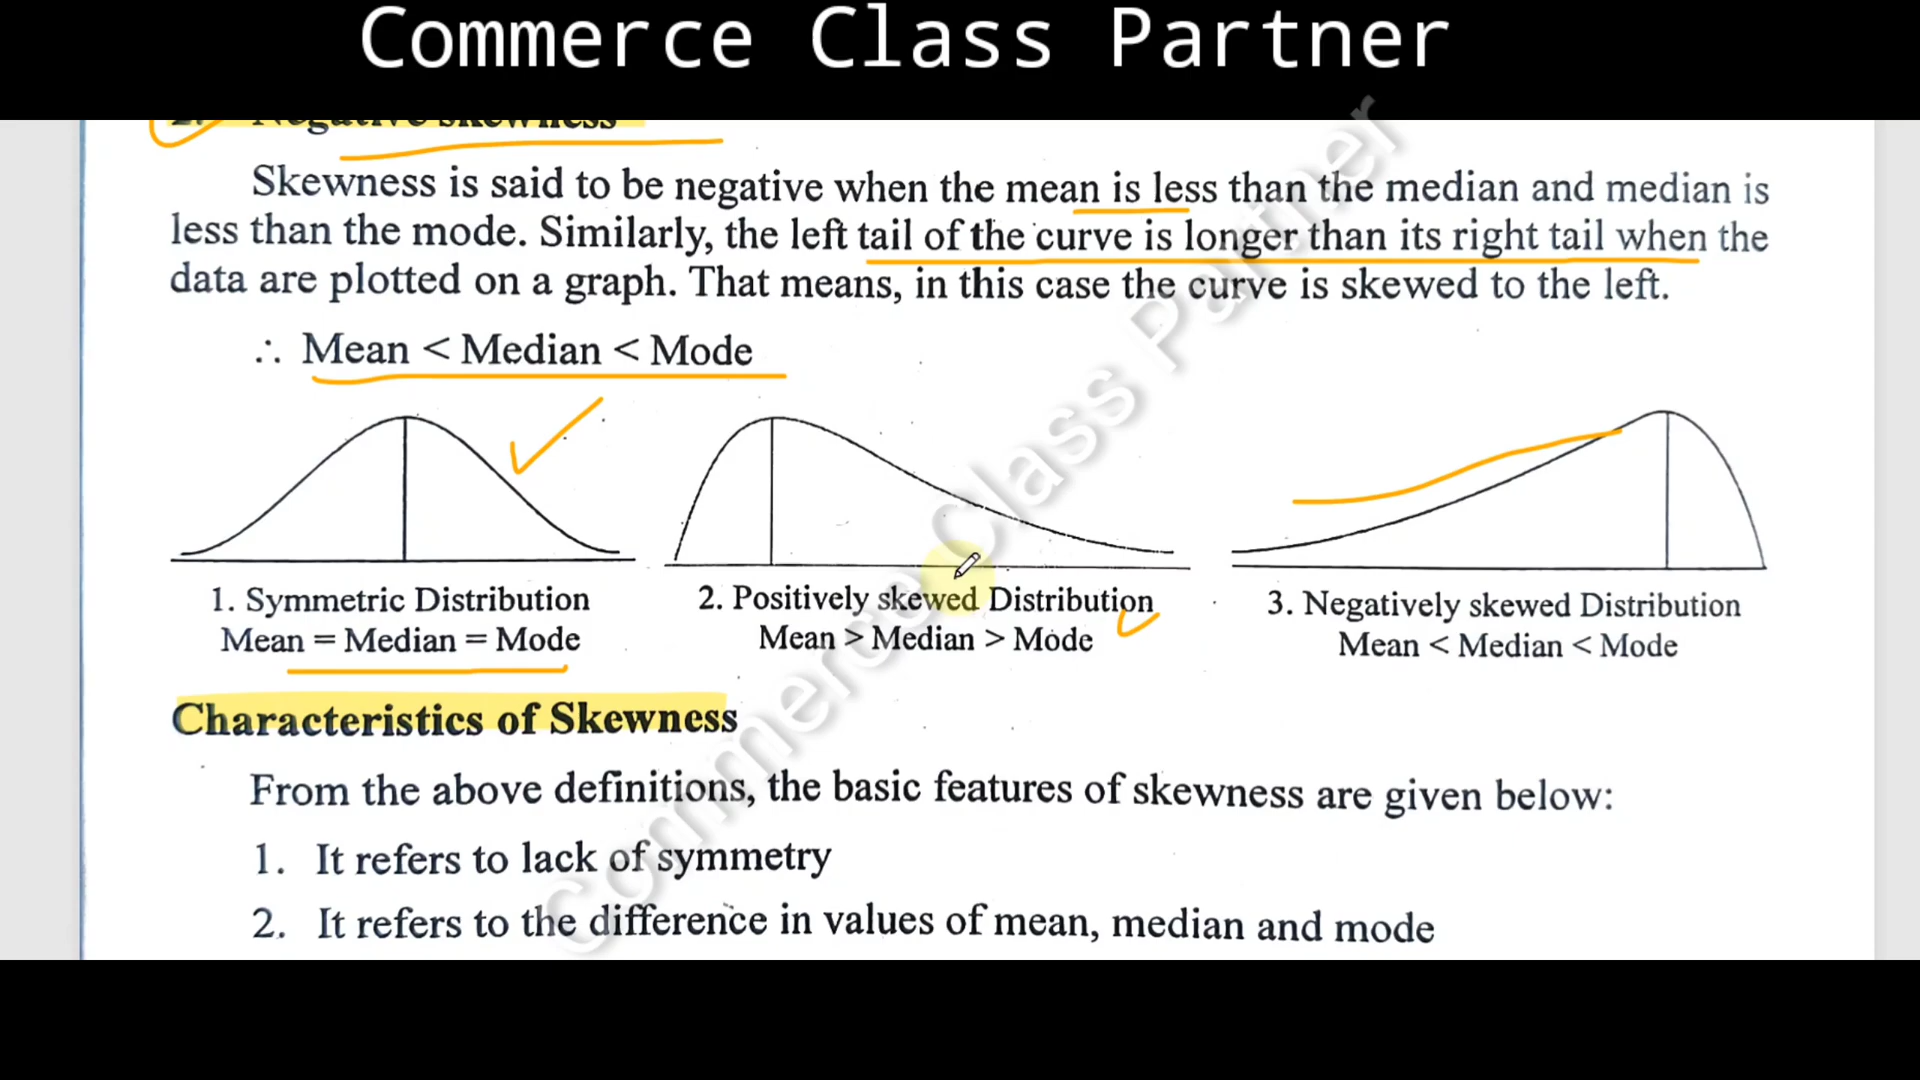 Commerce Class Partner
2. Negative skewness
Skewness is said to be negative when the mean is less than the median and median is
less than the mode. Similarly, the left tail of the curve is longer than its right tail when the
data are plotted on a graph. That means, in this case the curve is skewed to the left.
∴ Mean < Median < Mode
1. Symmetric Distribution
Mean = Median = Mode
2. Positively skewed Distribution
Mean > Median > Mode
3. Negatively skewed Distribution
Mean < Median < Mode
Characteristics of Skewness
From the above definitions, the basic features of skewness are given below:
1. It refers to lack of symmetry
2. It refers to the difference in values of mean, median and mode
Commerce Class Partner